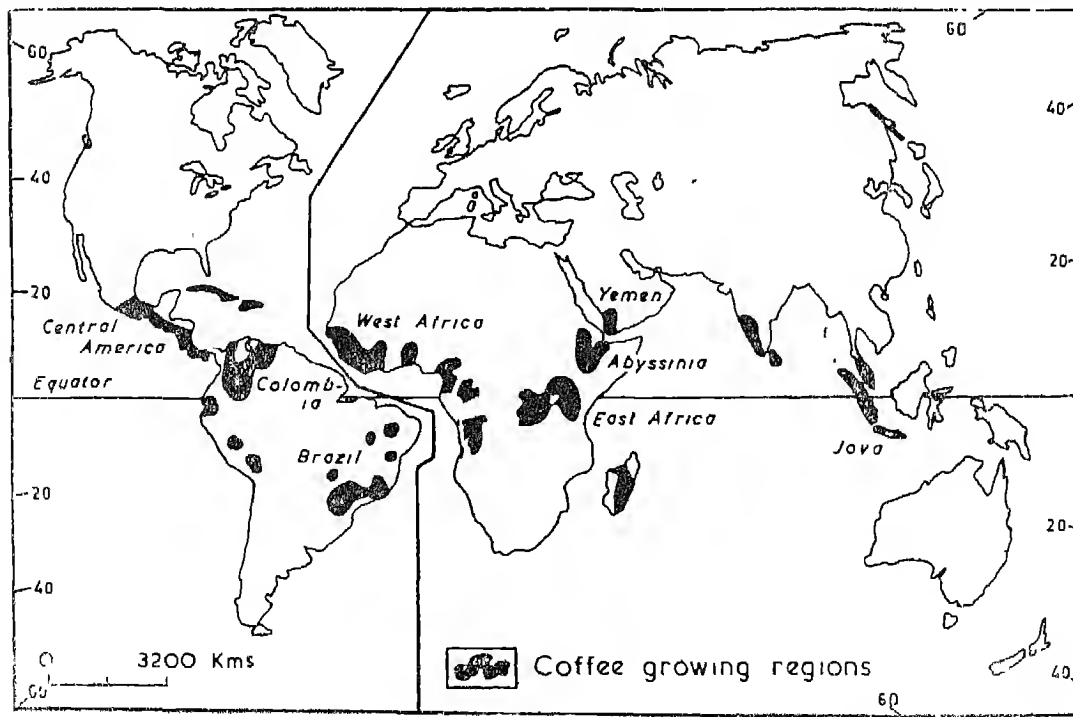 60
60
40
40
20
20
Yemen
West Africa
Central
America
Abyssinia
Equator
Colomb-
ia
East Africa
Brazil
Java
20
20
40
0
3200 Kms
Coffee growing regions
40
60
60